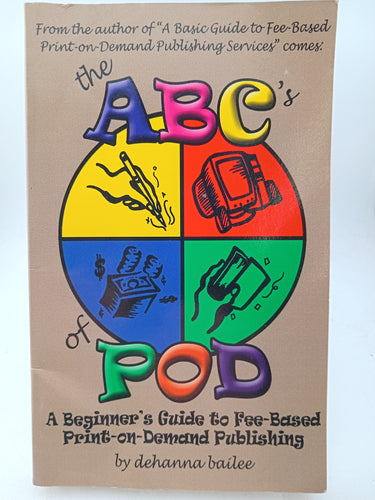 From the author of "A Basic Guide to Fee-Based
Print-on-Demand Publishing Services" comes:
the
ABC's
of
POD
A Beginner's Guide to Fee-Based
Print-on-Demand Publishing
by dehanna bailee